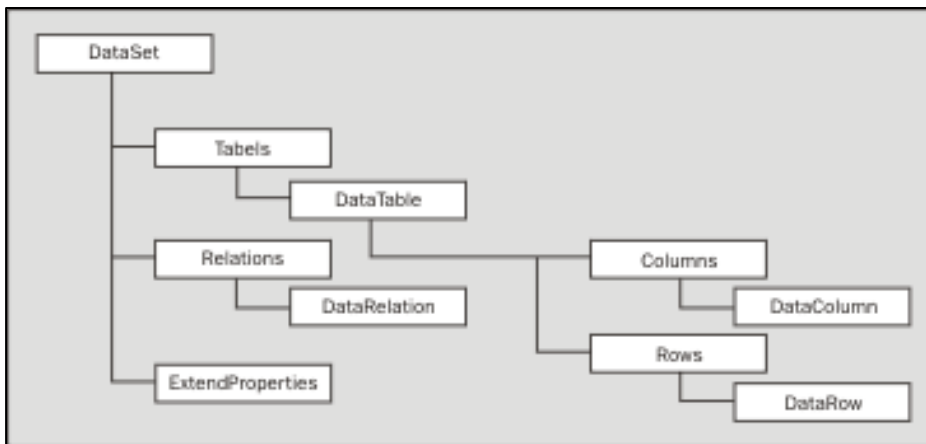 DataSet
Tabels
DataTable
Relations
Columns
DataRelation
DataColumn
Rows
ExtendProperties
DataRow